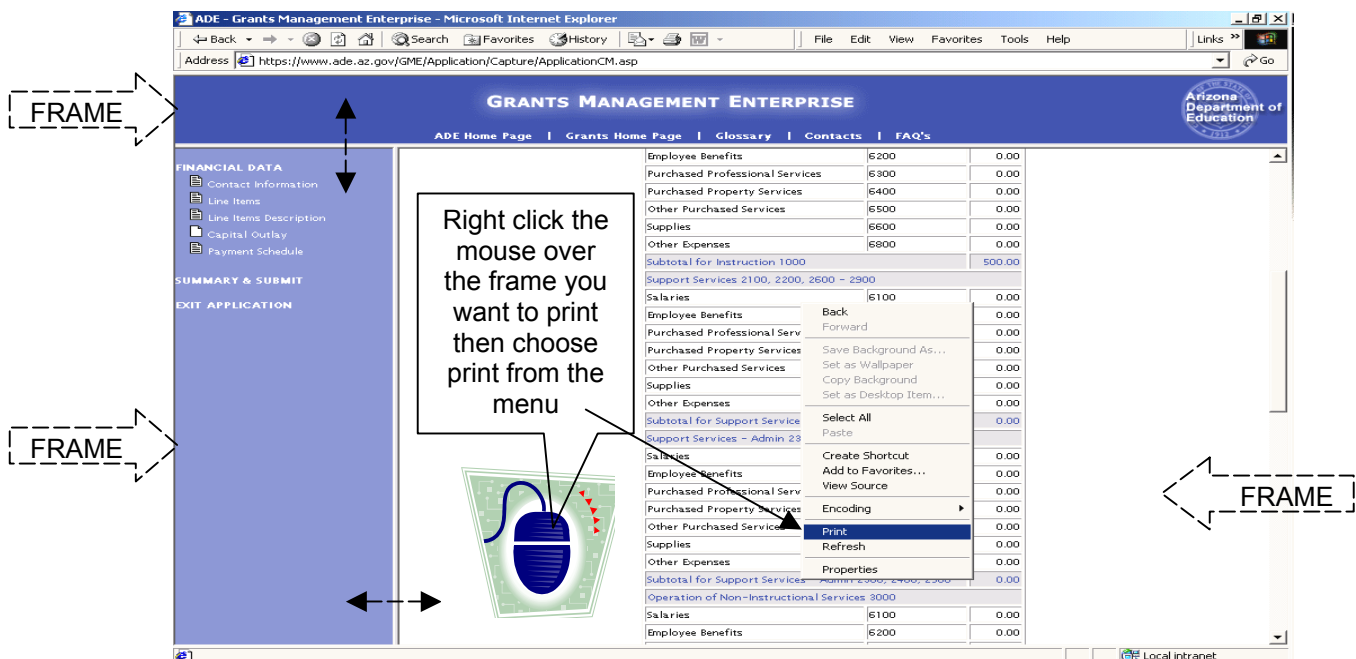 ADE - Grants Management Enterprise - Microsoft Internet Explorer
Back Search Favorites History File Edit View Favorites Tools Help Links »
Address https://www.ade.az.gov/GME/Application/Capture/ApplicationCM.asp Go
GRANTS MANAGEMENT ENTERPRISE
Arizona
Department of
Education
ADE Home Page | Grants Home Page | Glossary | Contacts | FAQ's
FRAME
FINANCIAL DATA
Contact Information
Line Items
Line Items Description
Capital Outlay
Payment Schedule
SUMMARY & SUBMIT
EXIT APPLICATION
FRAME
Right click the
mouse over
the frame you
want to print
then choose
print from the
menu
Employee Benefits 6200 0.00
Purchased Professional Services 6300 0.00
Purchased Property Services 6400 0.00
Other Purchased Services 6500 0.00
Supplies 6600 0.00
Other Expenses 6800 0.00
Subtotal for Instruction 1000 500.00
Support Services 2100, 2200, 2600 - 2900
Salaries 6100 0.00
Employee Benefits 0.00
Purchased Professional Serv 0.00
Purchased Property Services 0.00
Other Purchased Services 0.00
Supplies 0.00
Other Expenses 0.00
Subtotal for Support Service 0.00
Support Services - Admin 23
Salaries 0.00
Employee Benefits 0.00
Purchased Professional Serv 0.00
Purchased Property Services 0.00
Other Purchased Services 0.00
Supplies 0.00
Other Expenses 0.00
Subtotal for Support Services - Admin 2300, 2400, 2500 0.00
Operation of Non-Instructional Services 3000
Salaries 6100 0.00
Employee Benefits 6200 0.00
Back
Forward
Save Background As...
Set as Wallpaper
Copy Background
Set as Desktop Item...
Select All
Paste
Create Shortcut
Add to Favorites...
View Source
Encoding
Print
Refresh
Properties
FRAME
Local intranet